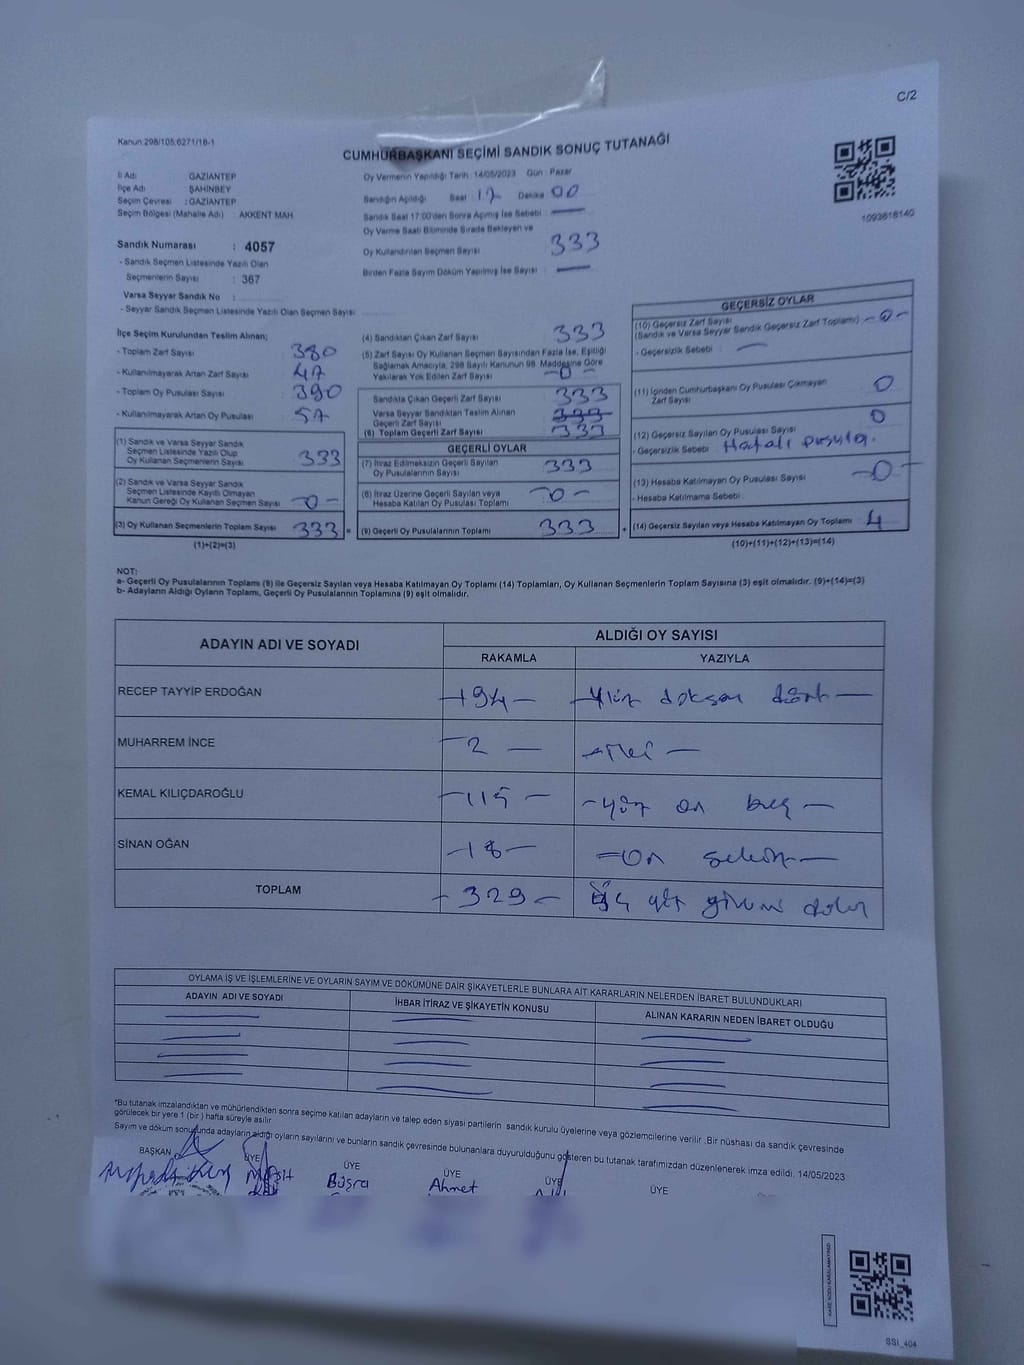 C/2
Kanun 298/105;6271/18-1
CUMHURBAŞKANI SEÇİMİ SANDIK SONUÇ TUTANAĞI
1093618140
İl Adı : GAZİANTEP
İlçe Adı : ŞAHİNBEY
Seçim Çevresi : GAZİANTEP
Seçim Bölgesi (Mahalle Adı) : AKKENT MAH.
Sandık Numarası : 4057
- Sandık Seçmen Listesinde Yazılı Olan
Seçmenlerin Sayısı : 367
Varsa Seyyar Sandık No :
- Seyyar Sandık Seçmen Listesinde Yazılı Olan Seçmen Sayısı :
Oy Vermenin Yapıldığı Tarih : 14/05/2023 Gün : Pazar
Sandığın Açıldığı Saat : 17 Dakika 00
Sandık Saat 17:00'den Sonra Açılmış İse Sebebi : —
Oy Verme Saati Bitiminde Sırada Bekleyen ve
Oy Kullandırılan Seçmen Sayısı 333
Birden Fazla Sayım Döküm Yapılmış İse Sayısı : —
İlçe Seçim Kurulundan Teslim Alınan;
- Toplam Zarf Sayısı 380
- Kullanılmayarak Artan Zarf Sayısı : 47
- Toplam Oy Pusulası Sayısı : 390
- Kullanılmayarak Artan Oy Pusulası : 57
(1) Sandık ve Varsa Seyyar Sandık
Seçmen Listesinde Yazılı Olup
Oy Kullanan Seçmenlerin Sayısı : 333
(2) Sandık ve Varsa Seyyar Sandık
Seçmen Listesinde Kayıtlı Olmayan
Kanun Gereği Oy Kullanan Seçmen Sayısı : -0-
(3) Oy Kullanan Seçmenlerin Toplam Sayısı : 333 =
(1)+(2)=(3)
(4) Sandıktan Çıkan Zarf Sayısı : 333
(5) Zarf Sayısı Oy Kullanan Seçmen Sayısından Fazla İse, Eşitliği
Sağlamak Amacıyla, 298 Sayılı Kanunun 98. Maddesine Göre
Yakılarak Yok Edilen Zarf Sayısı : -0-
Sandıkta Çıkan Geçerli Zarf Sayısı : 333
Varsa Seyyar Sandıktan Teslim Alınan
Geçerli Zarf Sayısı : 333
(6) Toplam Geçerli Zarf Sayısı : 333
GEÇERLİ OYLAR
(7) İtiraz Edilmeksizin Geçerli Sayılan
Oy Pusulasının Sayısı : 333
(8) İtiraz Üzerine Geçerli Sayılan veya
Hesaba Katılan Oy Pusulası Toplamı : -0-
(9) Geçerli Oy Pusulalarının Toplamı : 333 +
GEÇERSİZ OYLAR
(10) Geçersiz Zarf Sayısı
(Sandık ve Varsa Seyyar Sandık Geçersiz Zarf Toplamı) -0-
- Geçersizlik Sebebi : —
(11) İçinden Cumhurbaşkanı Oy Pusulası Çıkmayan
Zarf Sayısı : 0
(12) Geçersiz Sayılan Oy Pusulası Sayısı : 0
- Geçersizlik Sebebi : Hatalı pusula.
(13) Hesaba Katılmayan Oy Pusulası Sayısı : -0-
- Hesaba Katılmama Sebebi :
(14) Geçersiz Sayılan veya Hesaba Katılmayan Oy Toplamı : 4
(10)+(11)+(12)+(13)=(14)
NOT:
a- Geçerli Oy Pusulalarının Toplamı (9) ile Geçersiz Sayılan veya Hesaba Katılmayan Oy Toplamı (14) Toplamları, Oy Kullanan Seçmenlerin Toplam Sayısına (3) eşit olmalıdır. (9)+(14)=(3)
b- Adayların Aldığı Oyların Toplamı, Geçerli Oy Pusulalarının Toplamına (9) eşit olmalıdır.
ADAYIN ADI VE SOYADI ALDIĞI OY SAYISI
RAKAMLA YAZIYLA
RECEP TAYYİP ERDOĞAN -194- -Yüz doksan dört-
MUHARREM İNCE -2- -İki-
KEMAL KILIÇDAROĞLU -115- -yüz on beş-
SİNAN OĞAN -18- -on sekiz-
TOPLAM -329- Üç yüz yirmi dokuz
OYLAMA İŞ VE İŞLEMLERİNE VE OYLARIN SAYIM VE DÖKÜMÜNE DAİR ŞİKAYETLERLE BUNLARA AİT KARARLARIN NELERDEN İBARET BULUNDUKLARI
ADAYIN ADI VE SOYADI İHBAR İTİRAZ VE ŞİKAYETİN KONUSU ALINAN KARARIN NEDEN İBARET OLDUĞU
*Bu tutanak imzalandıktan ve mühürlendikten sonra seçime katılan adayların ve talep eden siyasi partilerin sandık kurulu üyelerine veya gözlemcilerine verilir .Bir nüshası da sandık çevresinde
görülecek bir yere 1 (bir ) hafta süreyle asılır
Sayım ve döküm sonucunda adayların aldığı oyların sayılarını ve bunların sandık çevresinde bulunanlara duyurulduğunu gösteren bu tutanak tarafımızdan düzenlenerek imza edildi. 14/05/2023
BAŞKAN ÜYE ÜYE ÜYE ÜYE ÜYE
Büşra Ahmet
SSİ_404